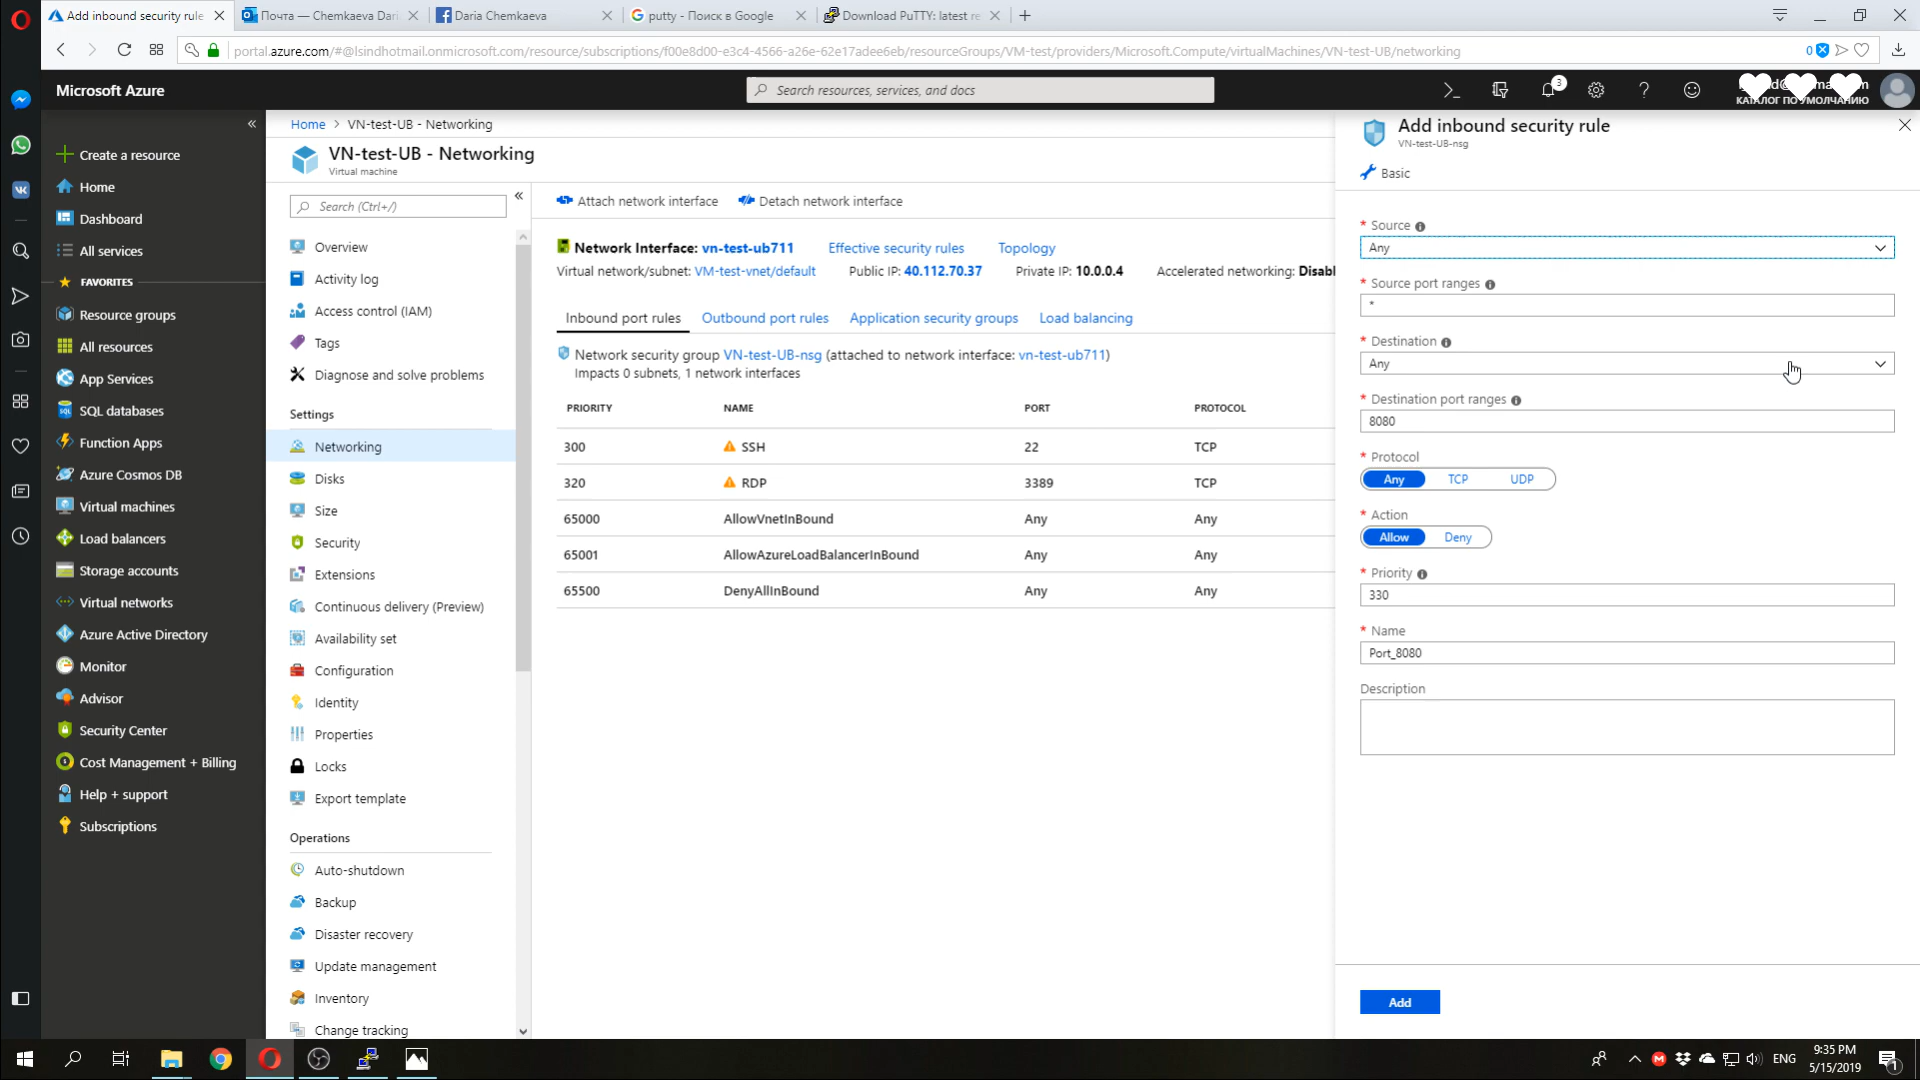 Add inbound security rule
Почта — Chemkaeva Dari
Daria Chemkaeva
putty - Поиск в Google
Download PuTTY: latest re
portal.azure.com/#@lsindhotmail.onmicrosoft.com/resource/subscriptions/f00e8d00-e3c4-4566-a26e-62e17adee6eb/resourceGroups/VM-test/providers/Microsoft.Compute/virtualMachines/VN-test-UB/networking
0
Microsoft Azure
Search resources, services, and docs
3
КАТАЛОГ ПО УМОЛЧАНИЮ
Create a resource
Home
Dashboard
All services
FAVORITES
Resource groups
All resources
App Services
SQL databases
Function Apps
Azure Cosmos DB
Virtual machines
Load balancers
Storage accounts
Virtual networks
Azure Active Directory
Monitor
Advisor
Security Center
Cost Management + Billing
Help + support
Subscriptions
Home > VN-test-UB - Networking
VN-test-UB - Networking
Virtual machine
Search (Ctrl+/)
Overview
Activity log
Access control (IAM)
Tags
Diagnose and solve problems
Settings
Networking
Disks
Size
Security
Extensions
Continuous delivery (Preview)
Availability set
Configuration
Identity
Properties
Locks
Export template
Operations
Auto-shutdown
Backup
Disaster recovery
Update management
Inventory
Change tracking
Attach network interface Detach network interface
Network Interface: vn-test-ub711 Effective security rules Topology
Virtual network/subnet: VM-test-vnet/default Public IP: 40.112.70.37 Private IP: 10.0.0.4 Accelerated networking: Disabl
Inbound port rules Outbound port rules Application security groups Load balancing
Network security group VN-test-UB-nsg (attached to network interface: vn-test-ub711)
Impacts 0 subnets, 1 network interfaces
PRIORITY NAME PORT PROTOCOL
300 SSH 22 TCP
320 RDP 3389 TCP
65000 AllowVnetInBound Any Any
65001 AllowAzureLoadBalancerInBound Any Any
65500 DenyAllInBound Any Any
Add inbound security rule
VN-test-UB-nsg
Basic
* Source
Any
* Source port ranges
*
* Destination
Any
* Destination port ranges
8080
* Protocol
Any TCP UDP
* Action
Allow Deny
* Priority
330
* Name
Port_8080
Description
Add
ENG
9:35 PM
5/15/2019
1